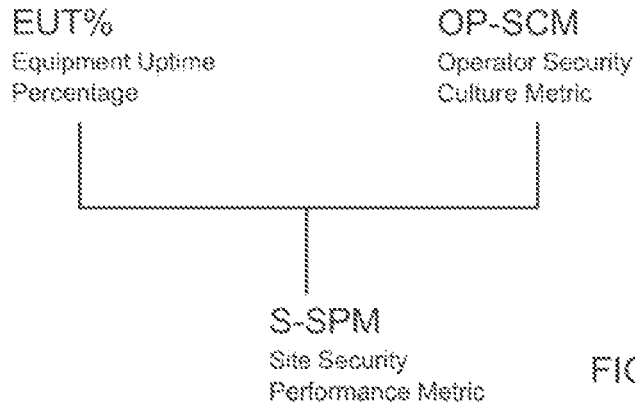 EUT%
Equipment Uptime
Percentage
OP-SCM
Operator Security
Culture Metric
S-SPM
Site Security
Performance Metric